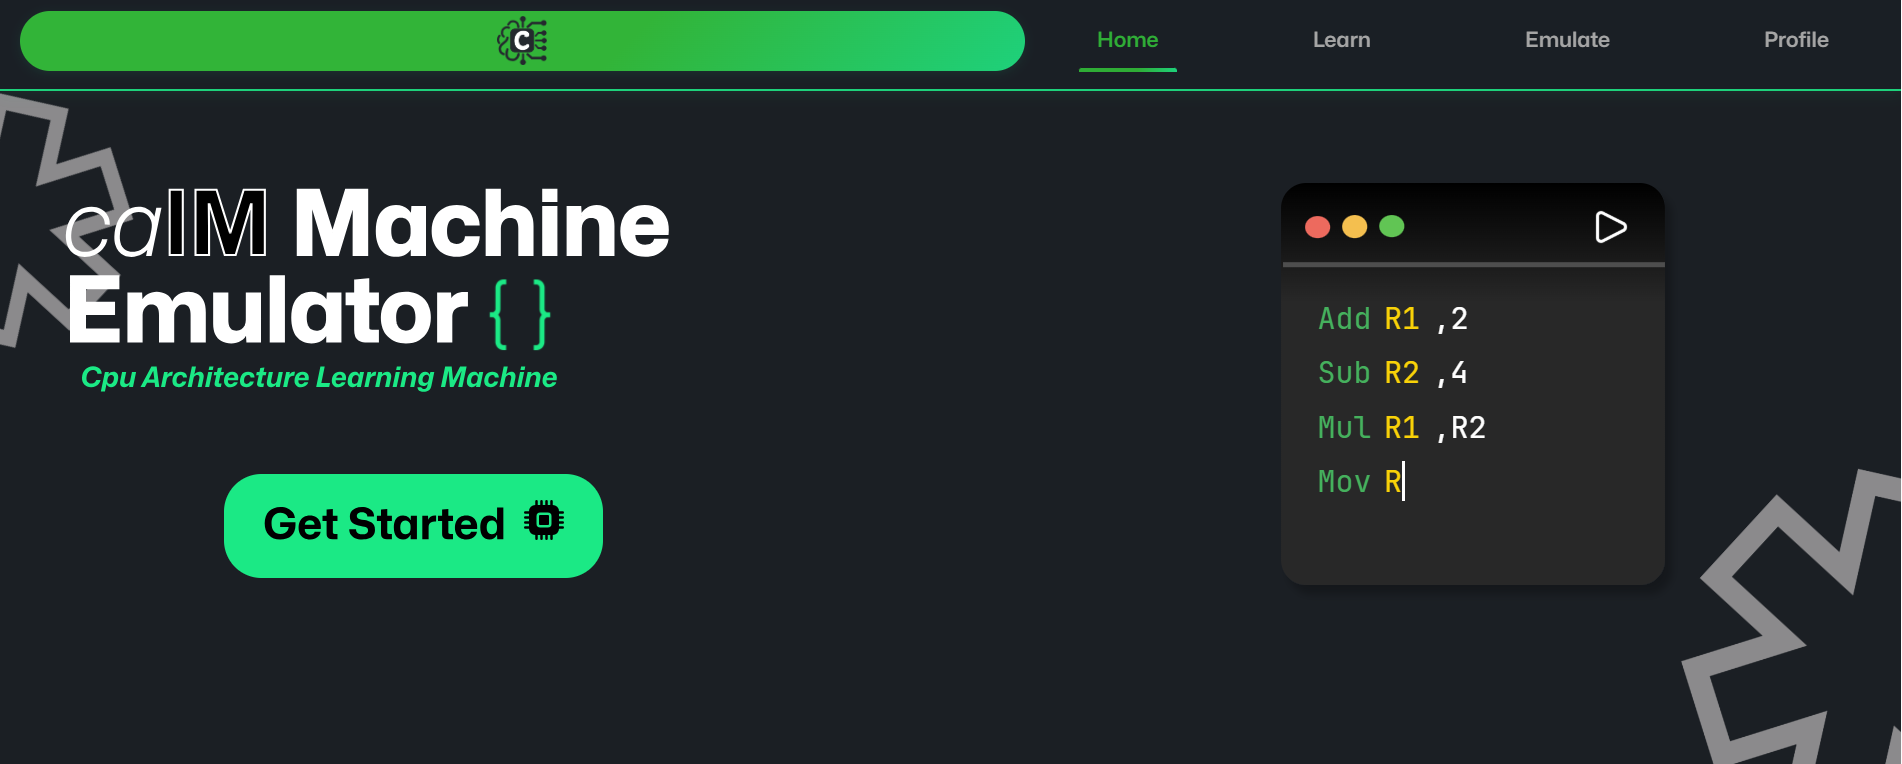 C
Home Learn Emulate Profile
calM Machine
Emulator { }
Cpu Architecture Learning Machine
Get Started
Add R1 ,2
Sub R2 ,4
Mul R1 ,R2
Mov R